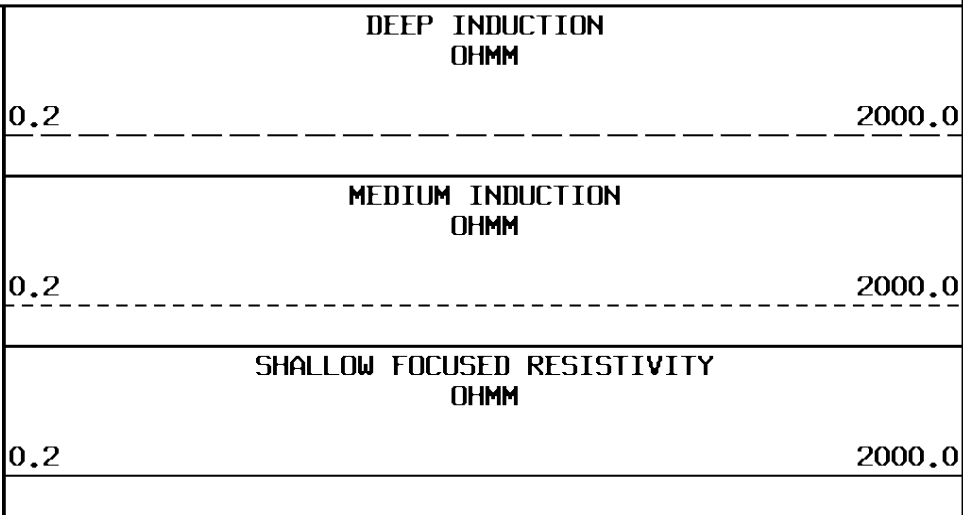 DEEP INDUCTION
OHMM
0.2 2000.0
MEDIUM INDUCTION
OHMM
0.2 2000.0
SHALLOW FOCUSED RESISTIVITY
OHMM
0.2 2000.0